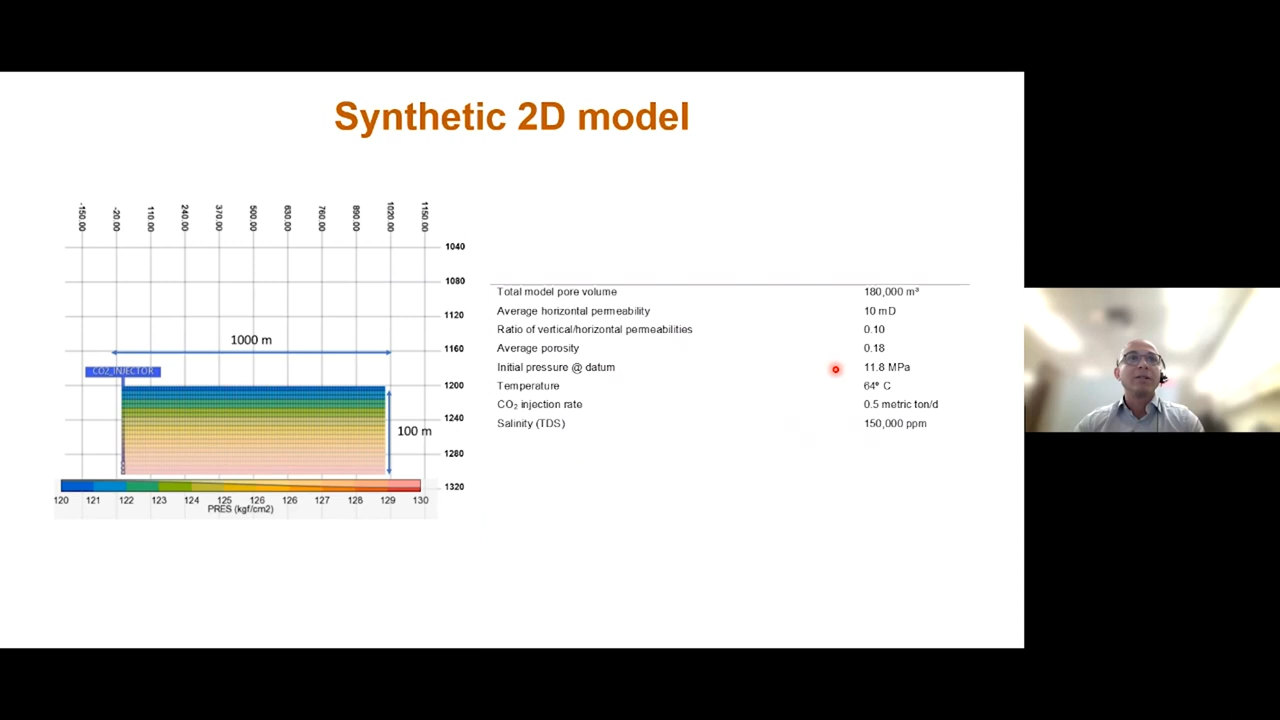 Synthetic 2D model
-150.00 -20.00 110.00 240.00 370.00 500.00 630.00 760.00 890.00 1020.00 1150.00
1040
1080
1120
1160
1200
1240
1280
1320
1000 m
CO2_INJECTOR
100 m
120 121 122 123 124 125 126 126 128 129 130
PRES (kgf/cm2)
Total model pore volume 180,000 m³
Average horizontal permeability 10 mD
Ratio of vertical/horizontal permeabilities 0.10
Average porosity 0.18
Initial pressure @ datum 11.8 MPa
Temperature 64º C
CO₂ injection rate 0.5 metric ton/d
Salinity (TDS) 150,000 ppm